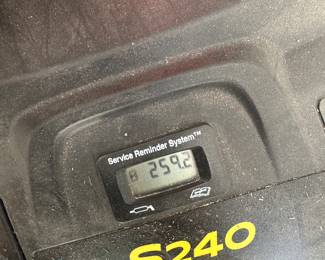 Service Reminder System™
259.2
S240